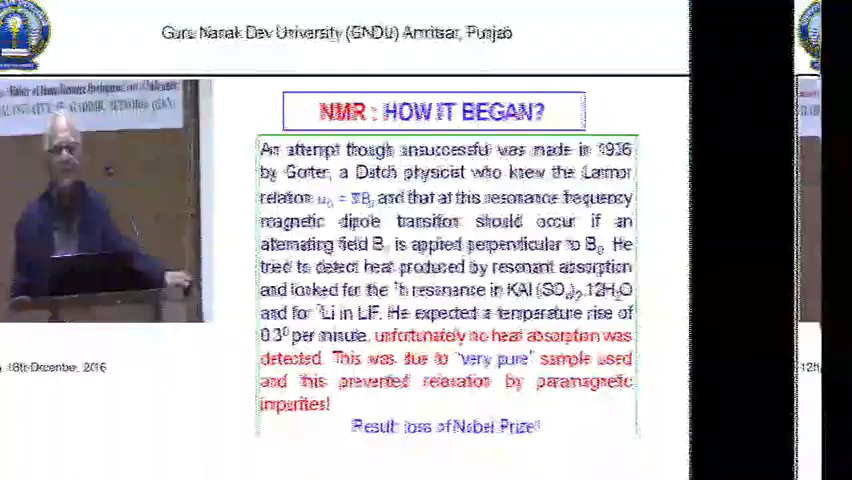 Guru Nanak Dev University (GNDU) Amritsar, Punjab
NMR : HOW IT BEGAN?
An attempt though unsuccessful was made in 1936
by Gorter, a Dutch physicist who knew the Larmor
relation and that at this resonance frequency
magnetic dipole transition should occur if an
alternating field B₁ is applied perpendicular to B₀. He
tried to detect heat produced by resonant absorption
and looked for the ¹h resonance in KAl (SO₄)₂.12H₂O
and for ⁷Li in LiF. He expected a temperature rise of
0.3⁰ per minute, unfortunately no heat absorption was
detected. This was due to "very pure" sample used
and this prevented relaxation by paramagnetic
impurities!
Result: loss of Nobel Prize!!
18th December, 2016
12th